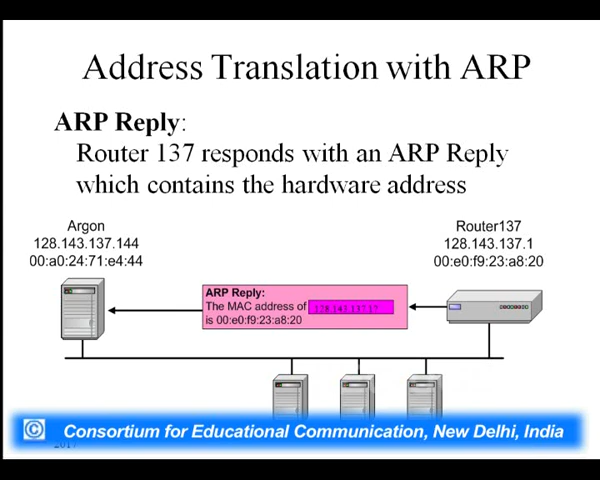 Address Translation with ARP
ARP Reply:
Router 137 responds with an ARP Reply
which contains the hardware address
Argon
128.143.137.144
00:a0:24:71:e4:44
Router137
128.143.137.1
00:e0:f9:23:a8:20
ARP Reply:
The MAC address of
is 00:e0:f9:23:a8:20
© Consortium for Educational Communication, New Delhi, India